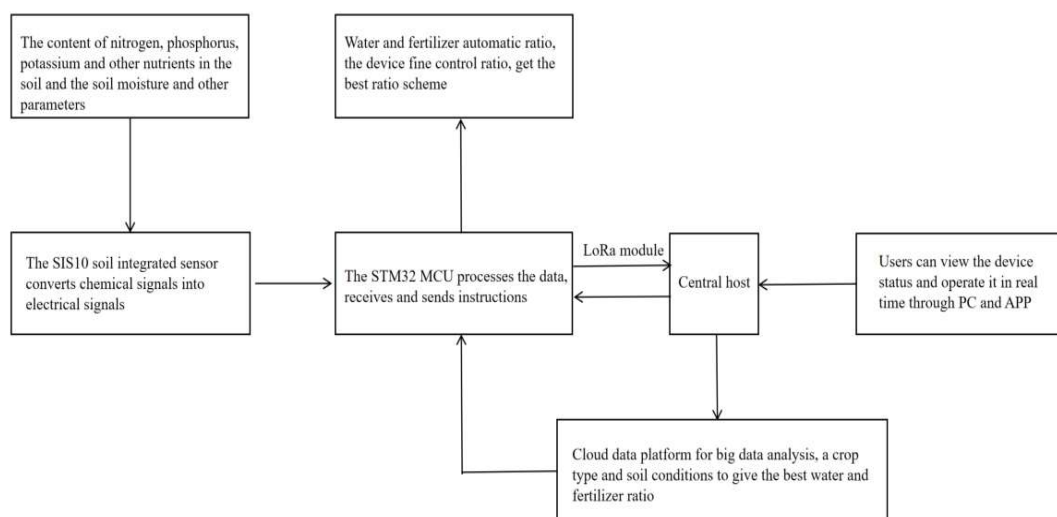 The content of nitrogen, phosphorus,
potassium and other nutrients in the
soil and the soil moisture and other
parameters
Water and fertilizer automatic ratio,
the device fine control ratio, get the
best ratio scheme
The SIS10 soil integrated sensor
converts chemical signals into
electrical signals
The STM32 MCU processes the data,
receives and sends instructions
LoRa module
Central host
Users can view the device
status and operate it in real
time through PC and APP
Cloud data platform for big data analysis, a crop
type and soil conditions to give the best water and
fertilizer ratio